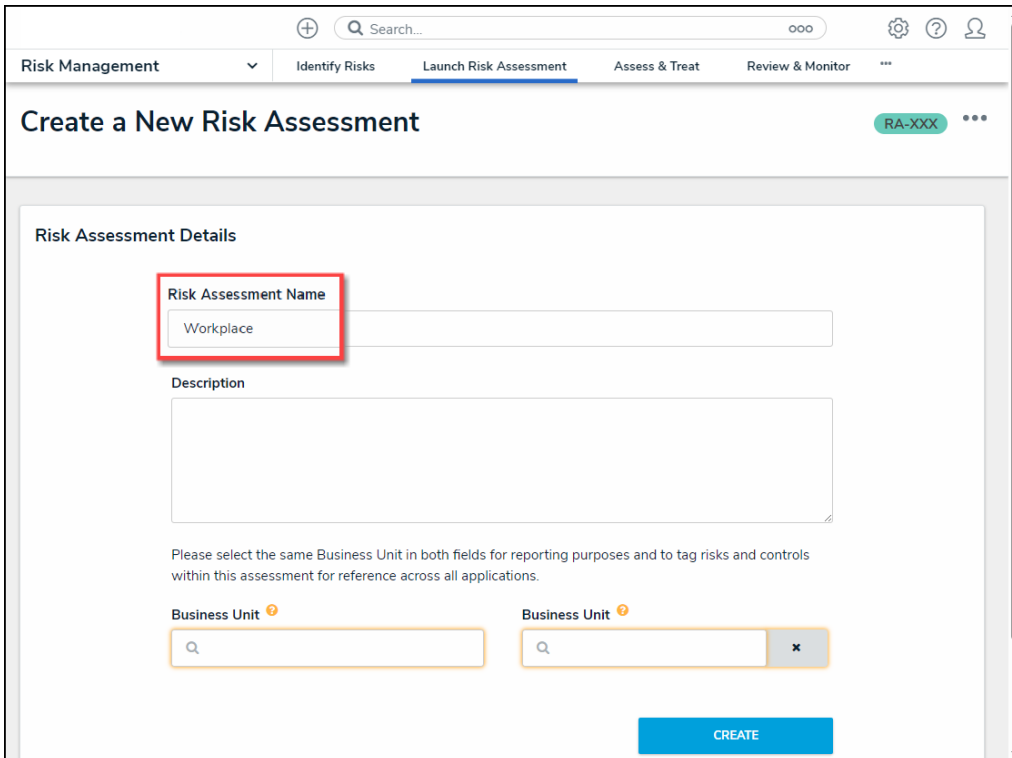 Search...
Risk Management
Identify Risks
Launch Risk Assessment
Assess & Treat
Review & Monitor
Create a New Risk Assessment
RA-XXX
Risk Assessment Details
Risk Assessment Name
Workplace
Description
Please select the same Business Unit in both fields for reporting purposes and to tag risks and controls
within this assessment for reference across all applications.
Business Unit
Business Unit
CREATE